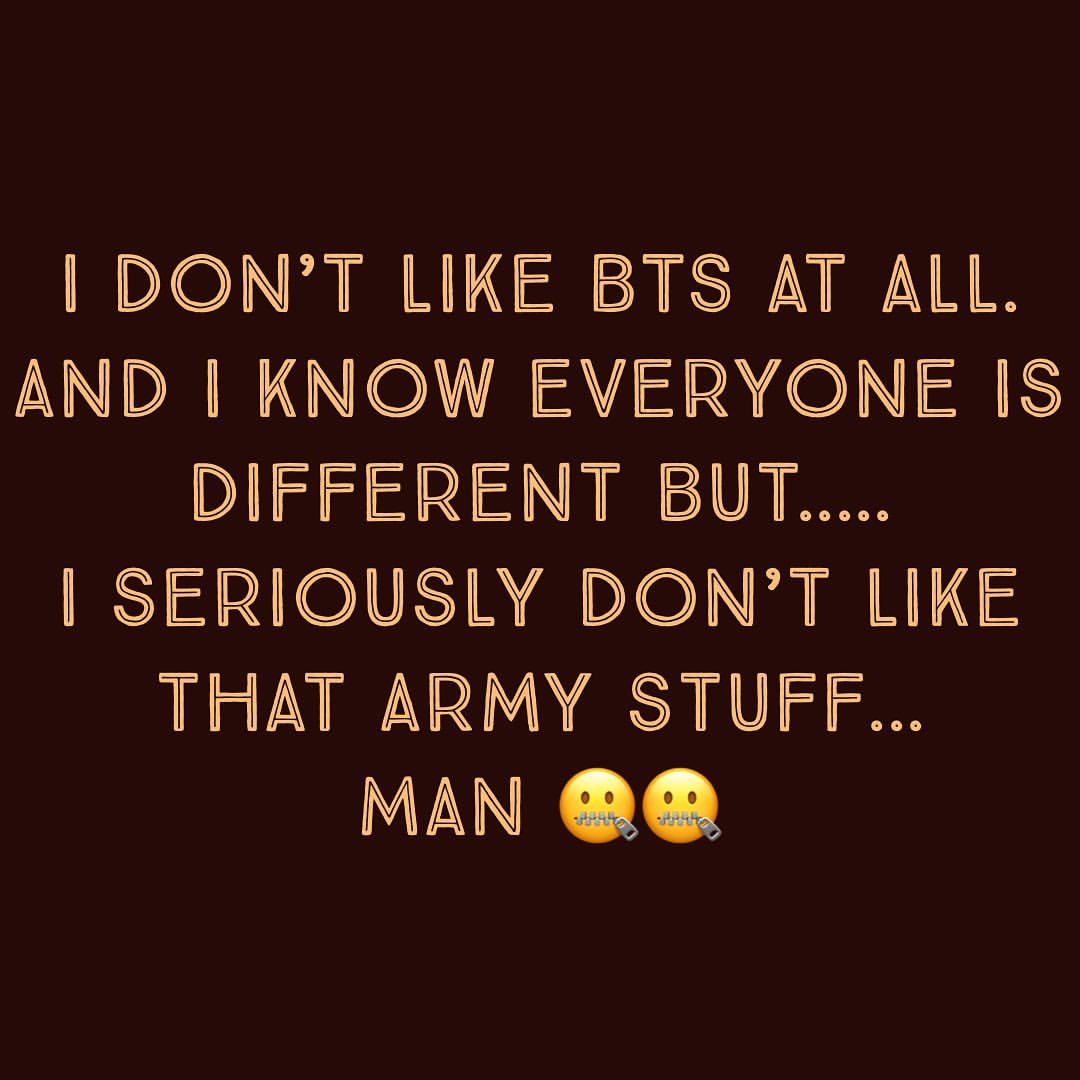 I DON'T LIKE BTS AT ALL.
AND I KNOW EVERYONE IS
DIFFERENT BUT.....
I SERIOUSLY DON'T LIKE
THAT ARMY STUFF...
MAN 🤐🤐